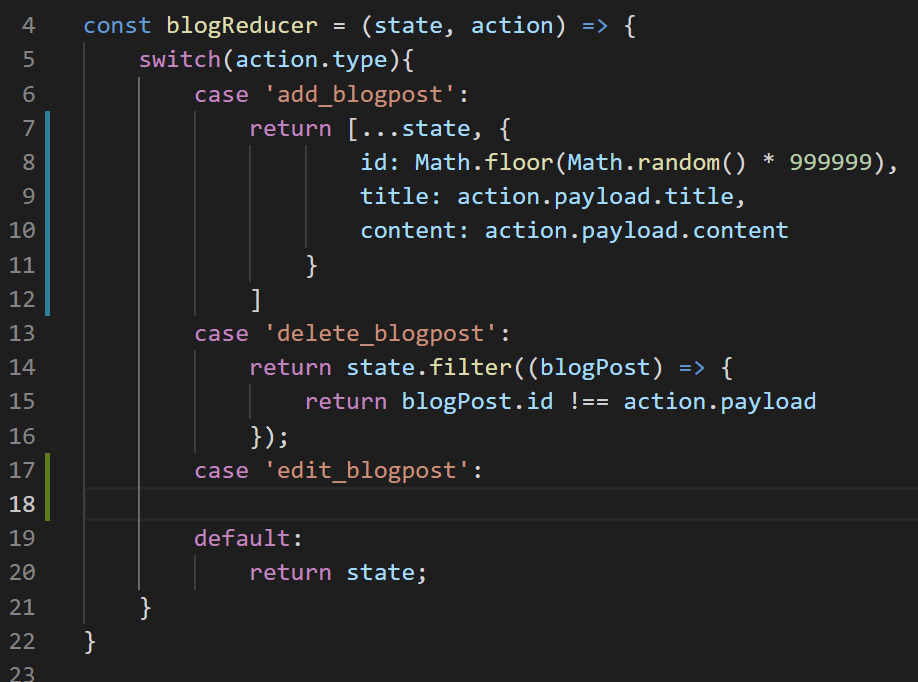 4 const blogReducer = (state, action) => {
5     switch(action.type){
6         case 'add_blogpost':
7             return [...state, {
8                     id: Math.floor(Math.random() * 999999),
9                     title: action.payload.title,
10                     content: action.payload.content
11                 }
12             ]
13         case 'delete_blogpost':
14             return state.filter((blogPost) => {
15                 return blogPost.id !== action.payload
16             });
17         case 'edit_blogpost':
18
19         default:
20             return state;
21     }
22 }
23